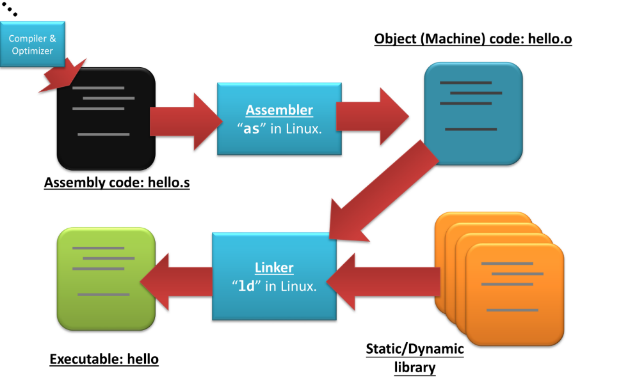 Compiler &
Optimizer
Object (Machine) code: hello.o
Assembler
“as” in Linux.
Assembly code: hello.s
Linker
“ld” in Linux.
Executable: hello
Static/Dynamic
library